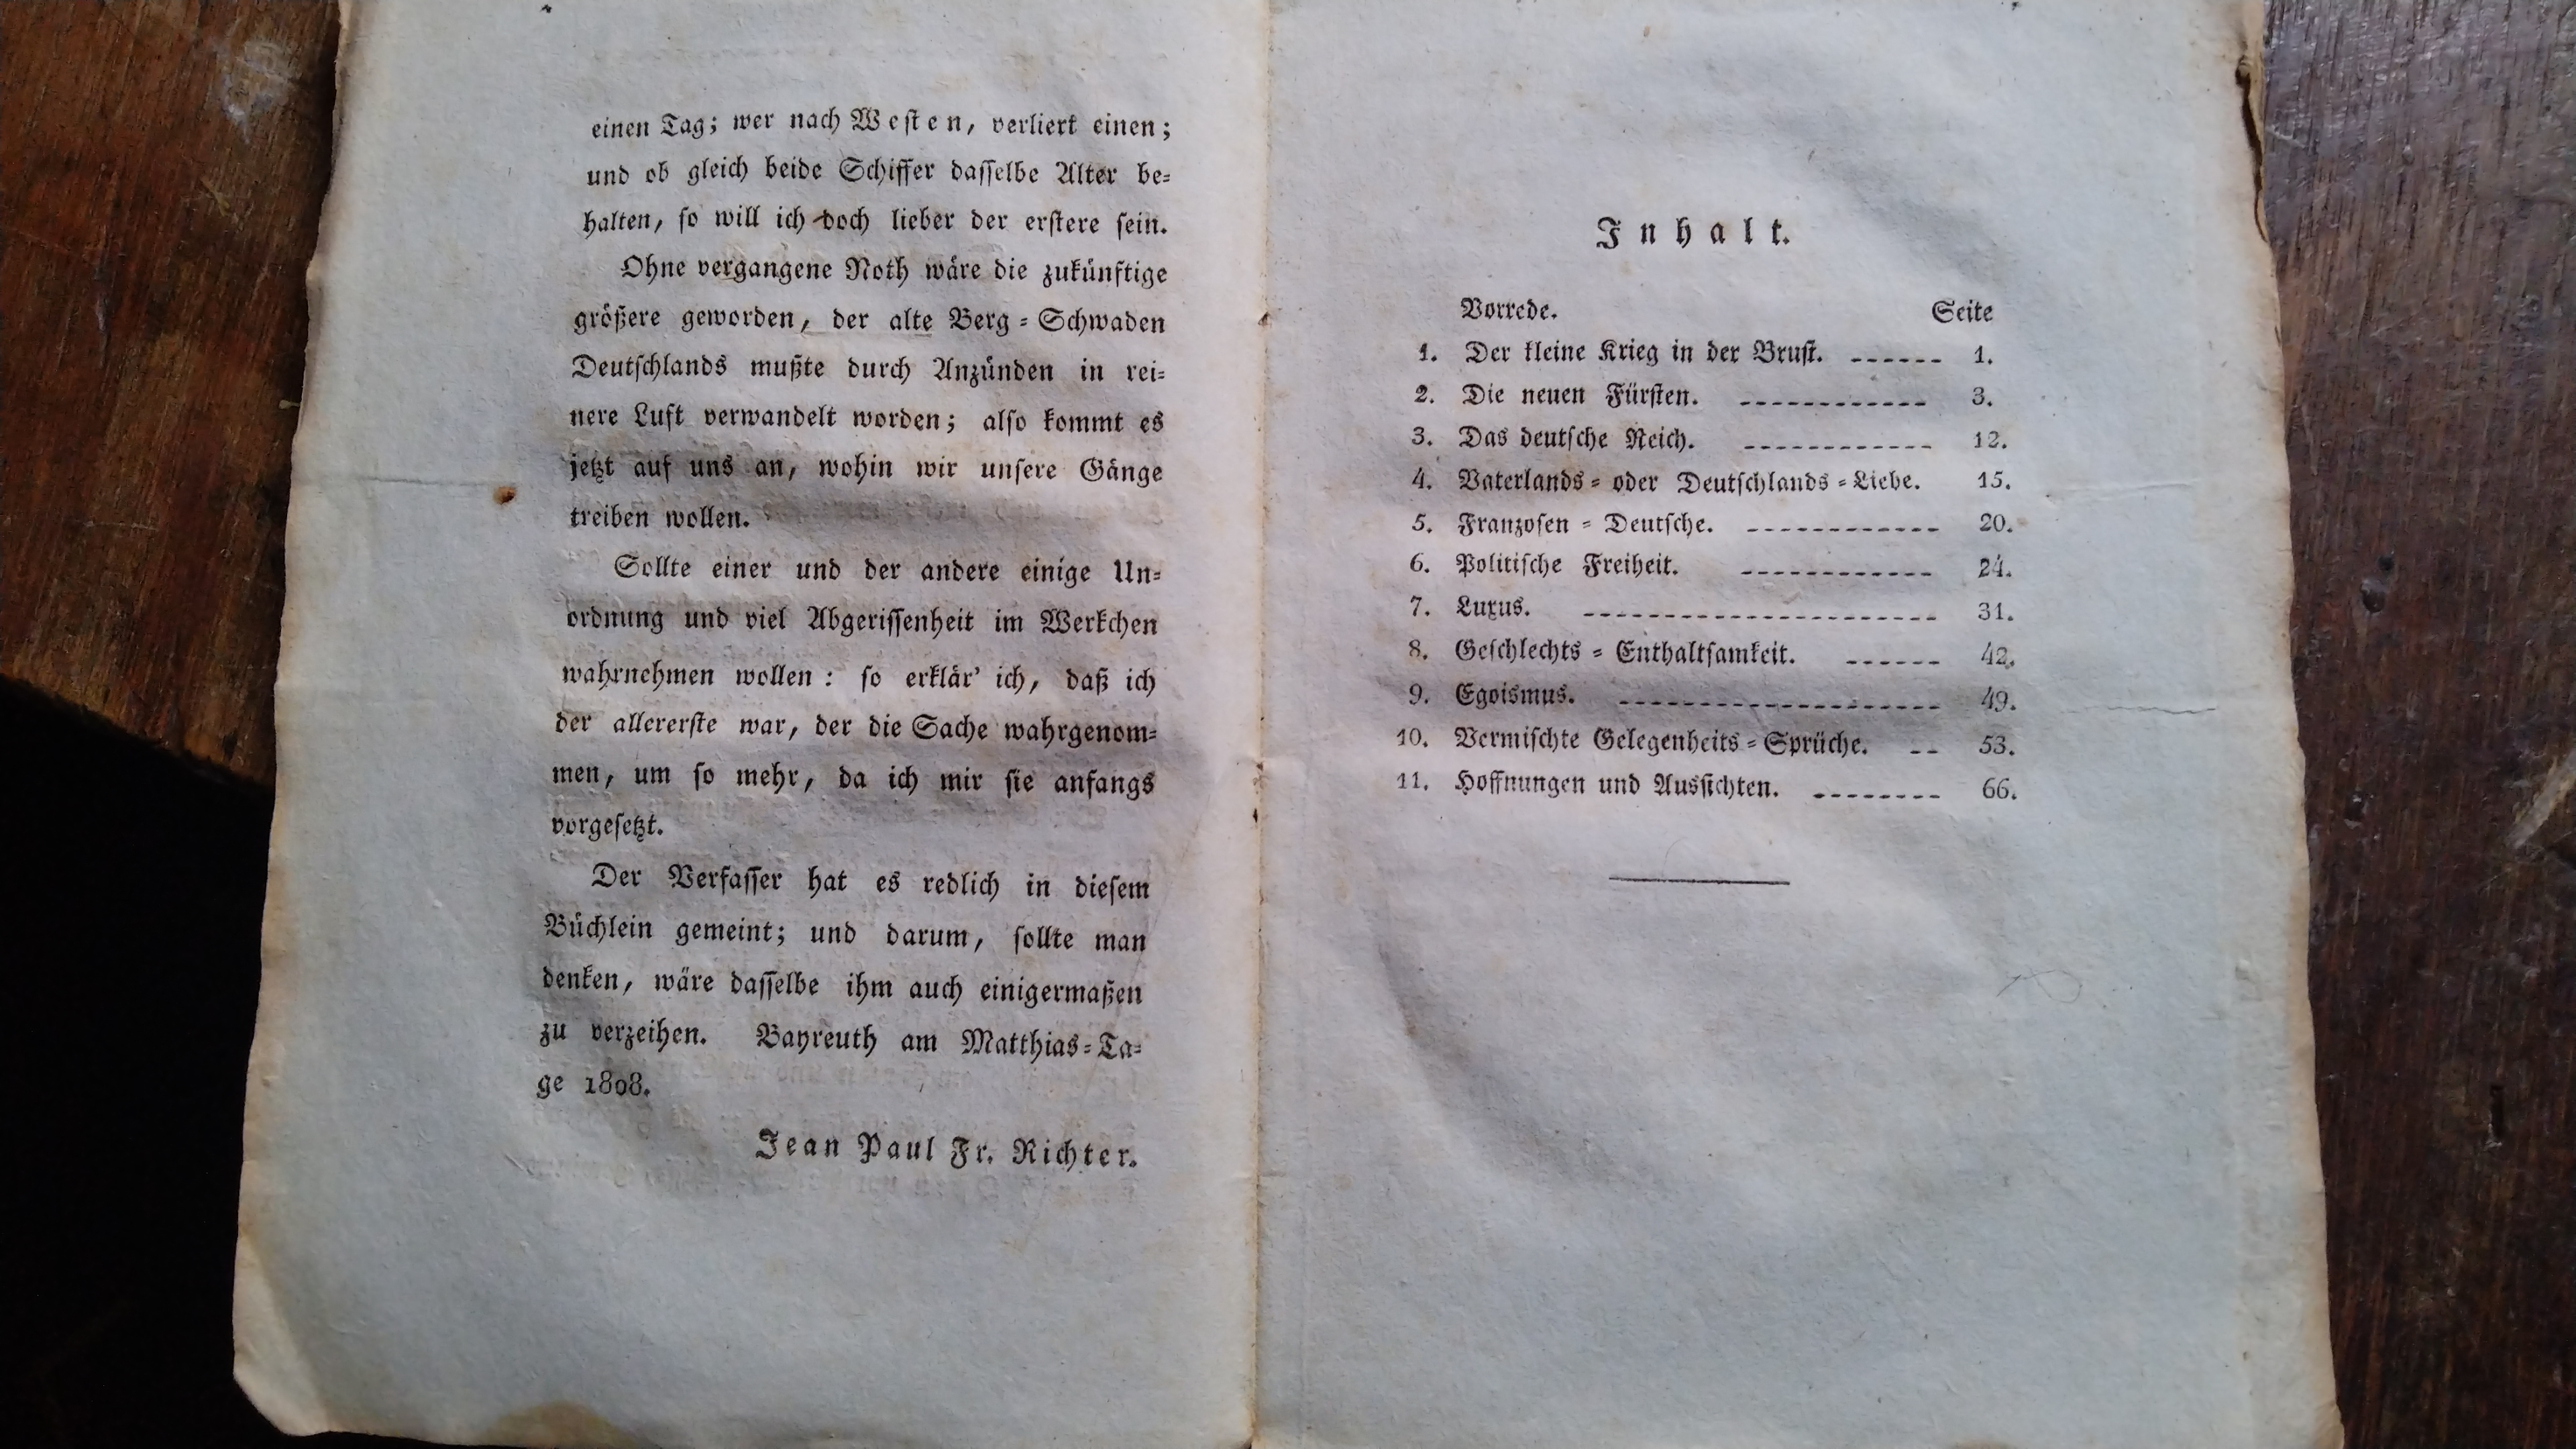 einen Tag; wer nach Weſten, verliert einen;
und ob gleich beide Schiffer daſſelbe Alter be⸗
halten, ſo will ich doch lieber der erſtere ſein.
Ohne vergangene Noth wäre die zukünftige
größere geworden, der alte Berg⸗Schwaden
Deutſchlands mußte durch Anzünden in rei⸗
nere Luft verwandelt worden; alſo kommt es
jetzt auf uns an, wohin wir unſere Gänge
treiben wollen.
Sollte einer und der andere einige Un⸗
ordnung und viel Abgeriſſenheit im Werkchen
wahrnehmen wollen: ſo erklär' ich, daß ich
der allererſte war, der die Sache wahrgenom⸗
men, um ſo mehr, da ich mir ſie anfangs
vorgeſetzt.
Der Verfaſſer hat es redlich in dieſem
Büchlein gemeint; und darum, ſollte man
denken, wäre daſſelbe ihm auch einigermaßen
zu verzeihen. Bayreuth am Matthias⸗Ta⸗
ge 1808.
Jean Paul Fr. Richter.
Inhalt.
Vorrede. Seite
1. Der kleine Krieg in der Bruſt. ------ 1.
2. Die neuen Fürſten. ------------ 3.
3. Das deutſche Reich. ------------ 12.
4. Vaterlands⸗ oder Deutſchlands⸗Liebe. 15.
5. Franzoſen⸗Deutſche. ------------ 20.
6. Politiſche Freiheit. ------------ 24.
7. Luxus. ---------------------- 31.
8. Geſchlechts⸗Enthaltſamkeit. ------ 42.
9. Egoismus. -------------------- 49.
10. Vermiſchte Gelegenheits⸗Sprüche. -- 53.
11. Hoffnungen und Ausſichten. -------- 66.